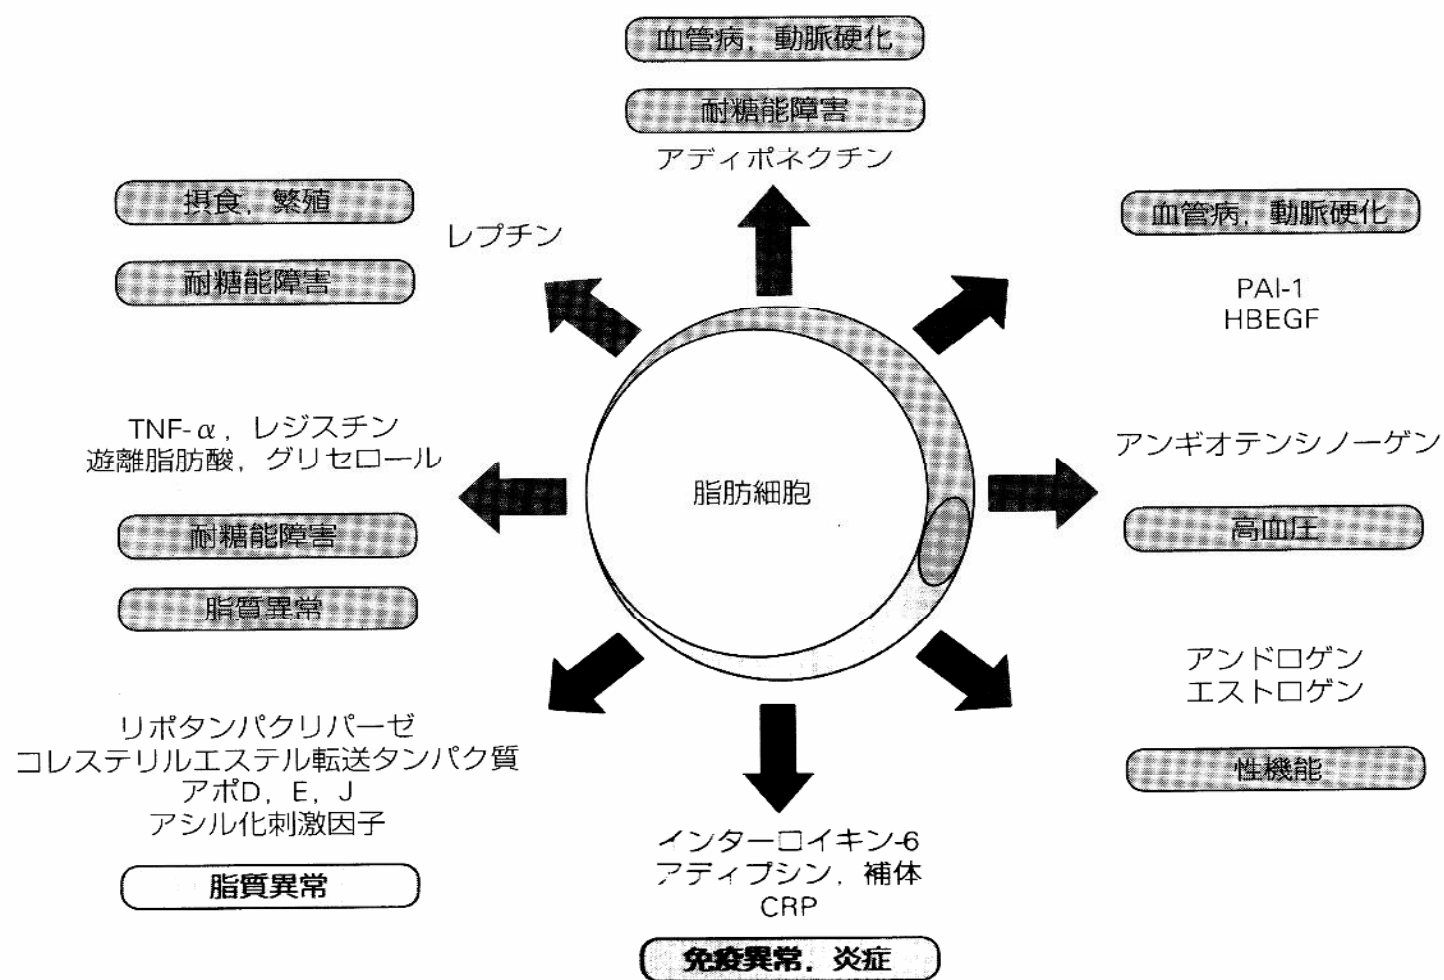 血管病，動脈硬化
耐糖能障害
アディポネクチン
摂食，繁殖
レプチン
耐糖能障害
血管病，動脈硬化
PAI-1
HBEGF
TNF-α，レジスチン
遊離脂肪酸，グリセロール
耐糖能障害
脂質異常
脂肪細胞
アンギオテンシノーゲン
高血圧
アンドロゲン
エストロゲン
性機能
リポタンパクリパーゼ
コレステリルエステル転送タンパク質
アポD，E，J
アシル化刺激因子
脂質異常
インターロイキン-6
アディプシン，補体
CRP
免疫異常，炎症